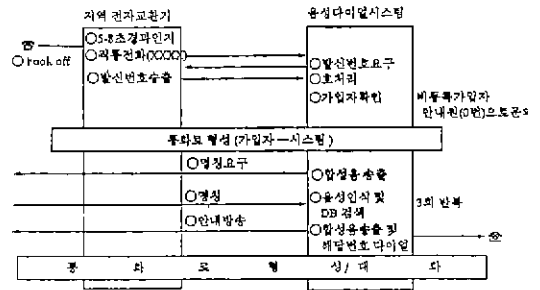 지역 전자교환기
음성다이얼시스템
○5-8초경과인지
○직통전화(XXXXX)
○hook off
○발신번호요구
○발신번호송출
○호처리
○가입자확인
비등록가입자
안내원(0번)으로
통화로 형성 (가입자—시스템)
○명칭요구
○합성음송출
○명칭
○음성인식 및
DB 검색
3회 반복
○안내방송
○합성음송출 및
해당번호 다이얼
통 화 로 형 성/ 대 화